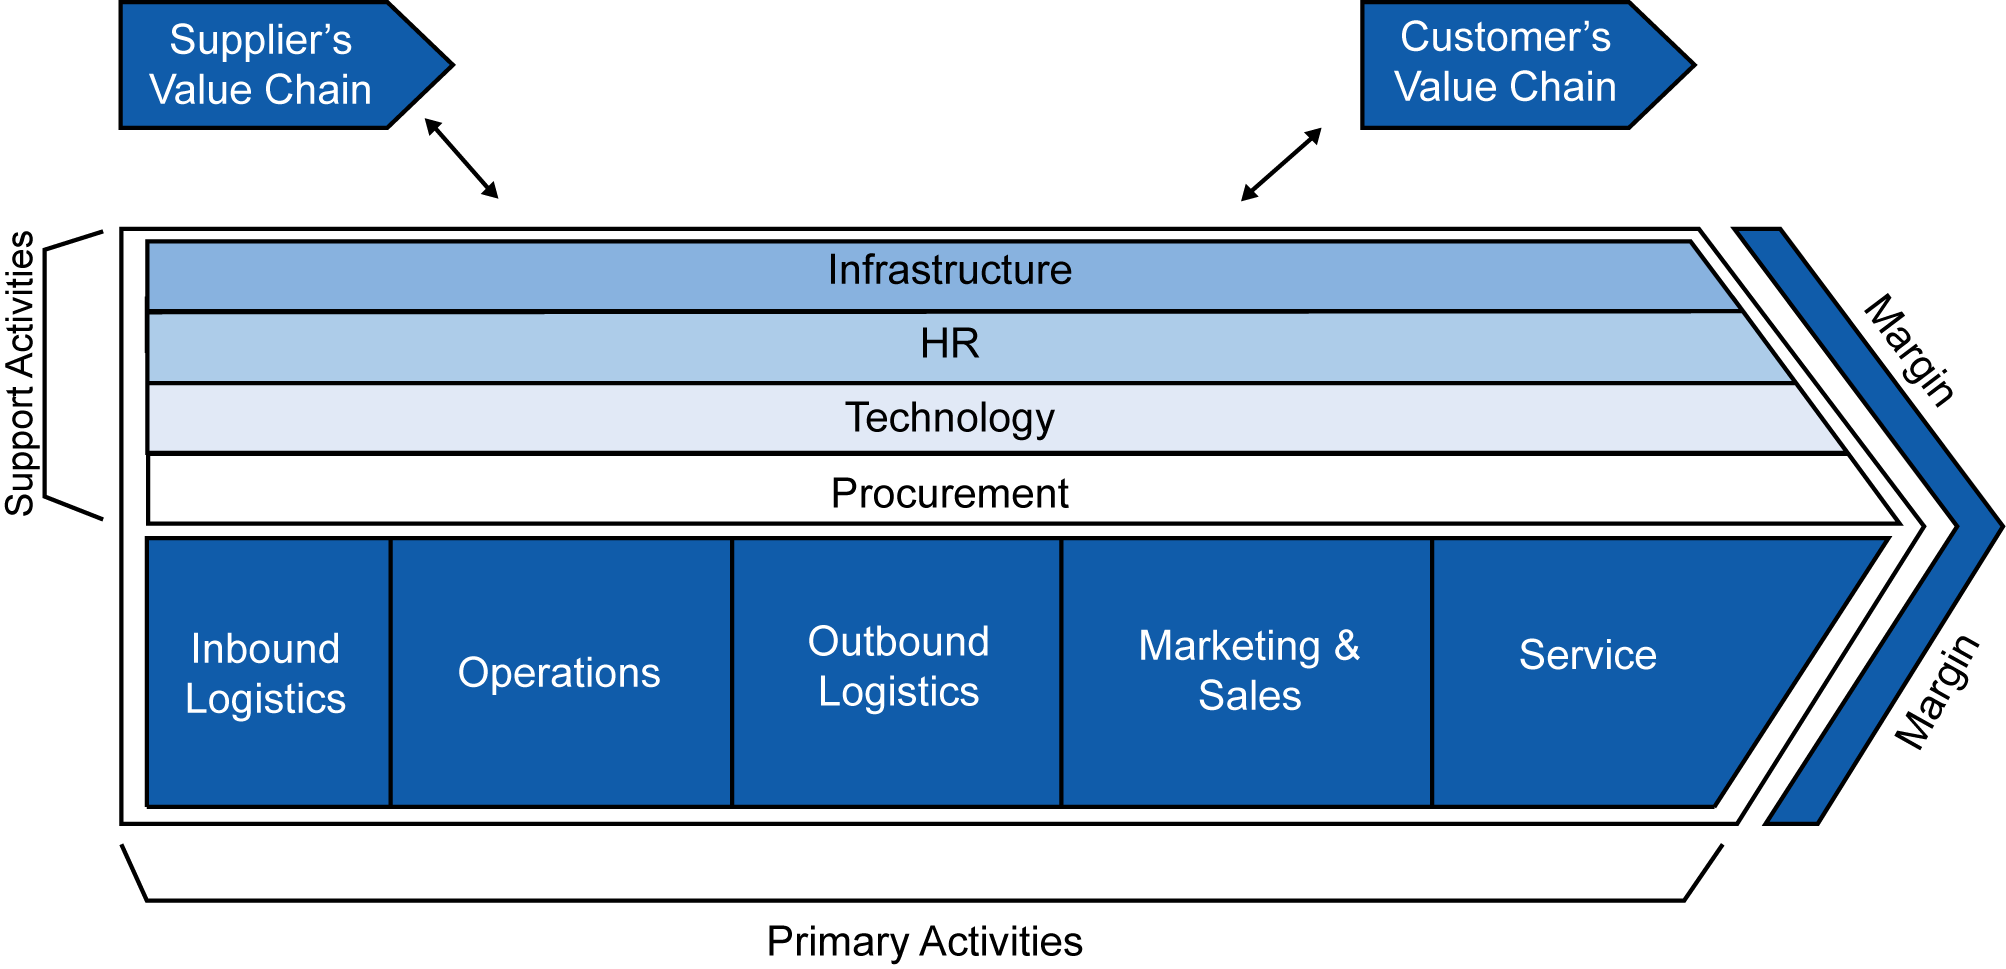 Supplier’s
Value Chain
Customer’s
Value Chain
Support Activities
Infrastructure
HR
Technology
Procurement
Margin
Inbound
Logistics
Operations
Outbound
Logistics
Marketing &
Sales
Service
Margin
Primary Activities